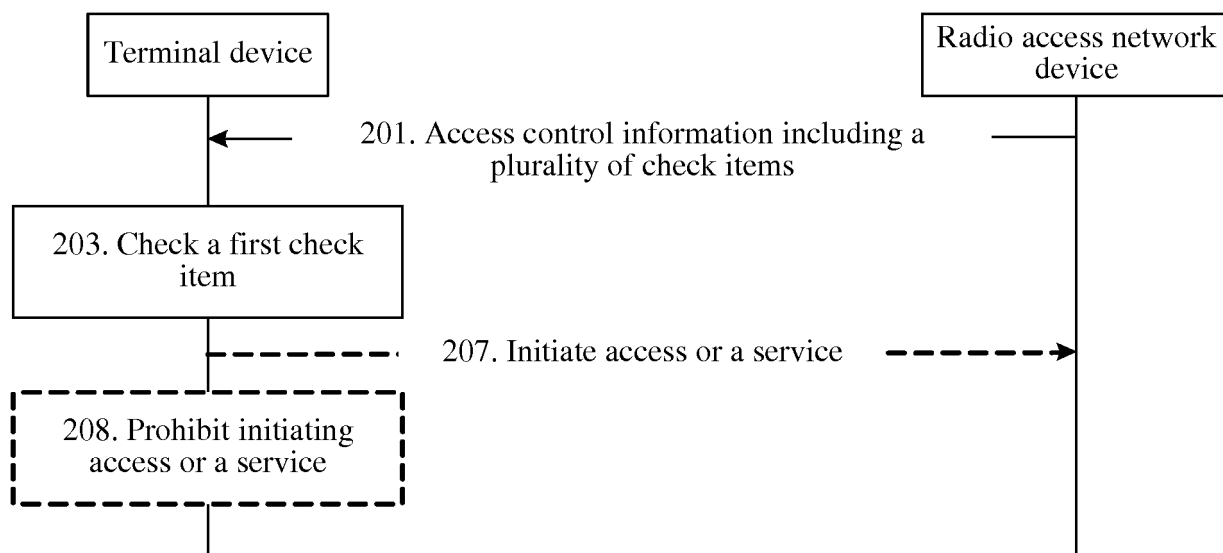 Terminal device
Radio access network
device
201. Access control information including a
plurality of check items
203. Check a first check
item
207. Initiate access or a service
208. Prohibit initiating
access or a service